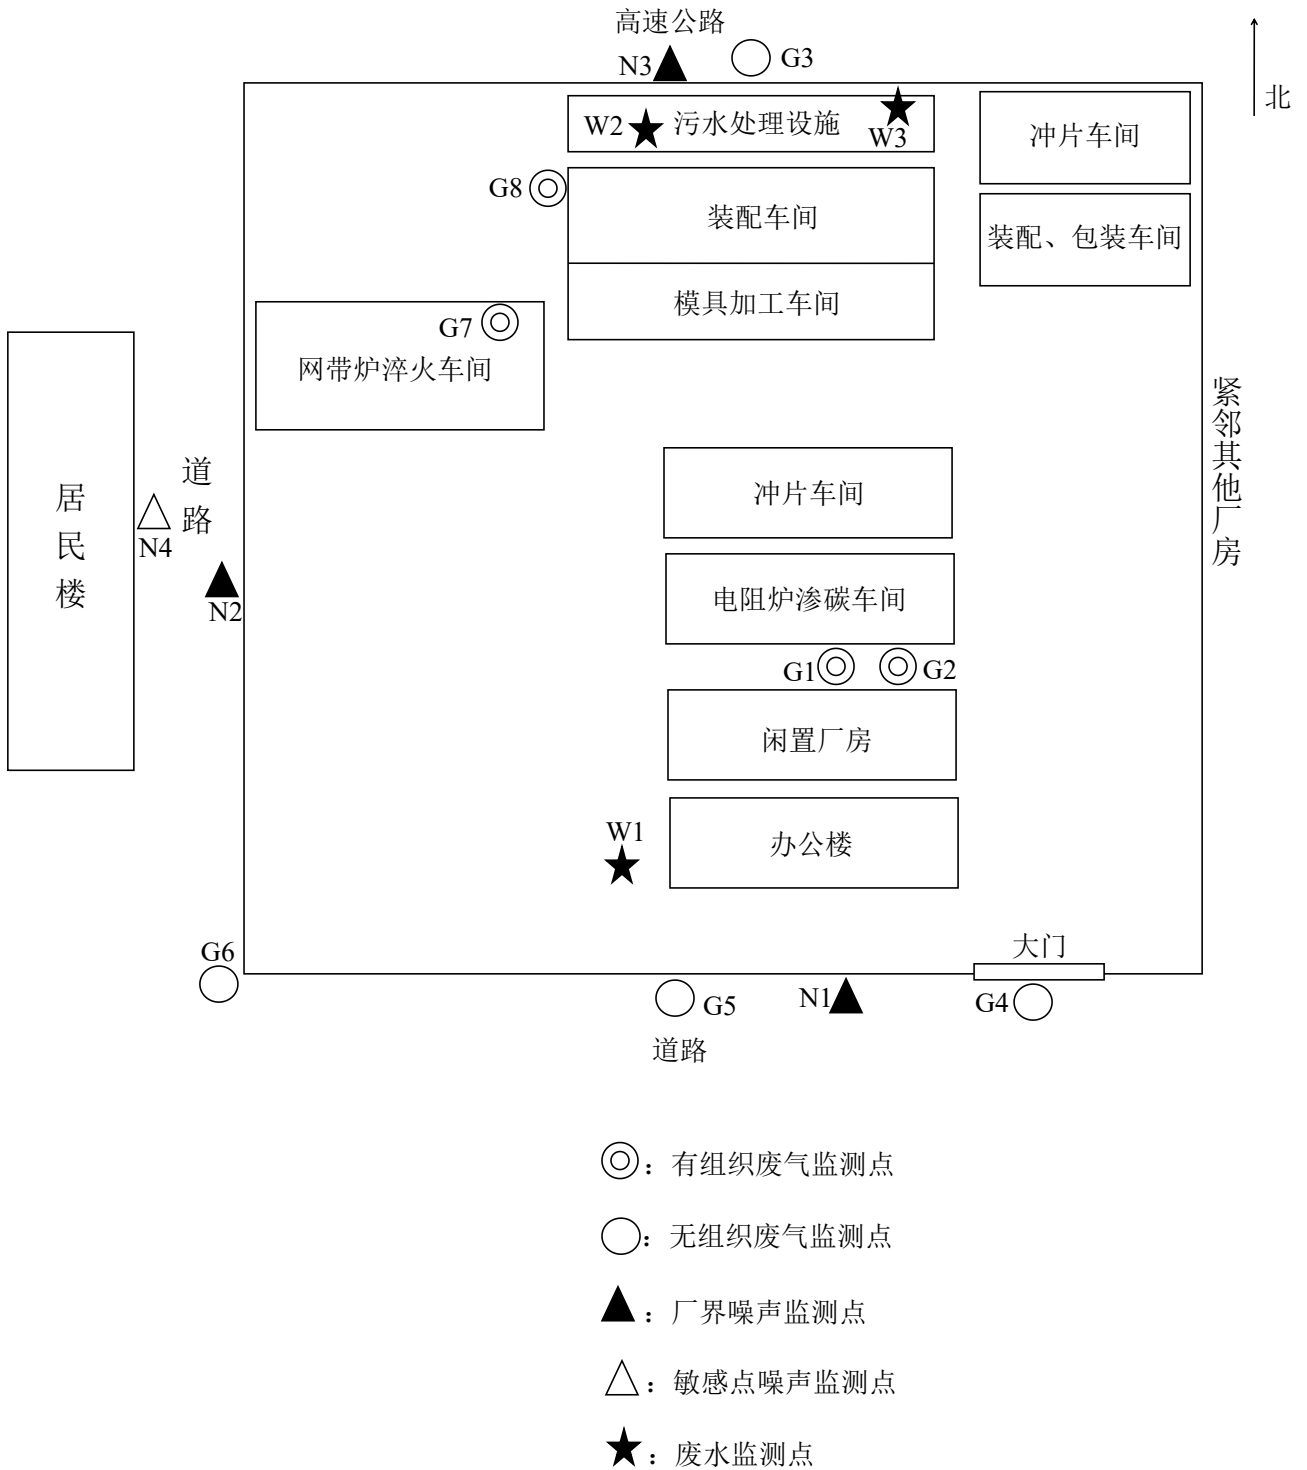 高速公路
N3
G3
北
W2
污水处理设施
W3
冲片车间
G8
装配车间
装配、包装车间
模具加工车间
G7
网带炉淬火车间
紧邻其他厂房
道路
居民楼
冲片车间
N4
N2
电阻炉渗碳车间
G1
G2
闲置厂房
W1
办公楼
G6
大门
G5
N1
G4
道路
：有组织废气监测点
：无组织废气监测点
：厂界噪声监测点
：敏感点噪声监测点
：废水监测点